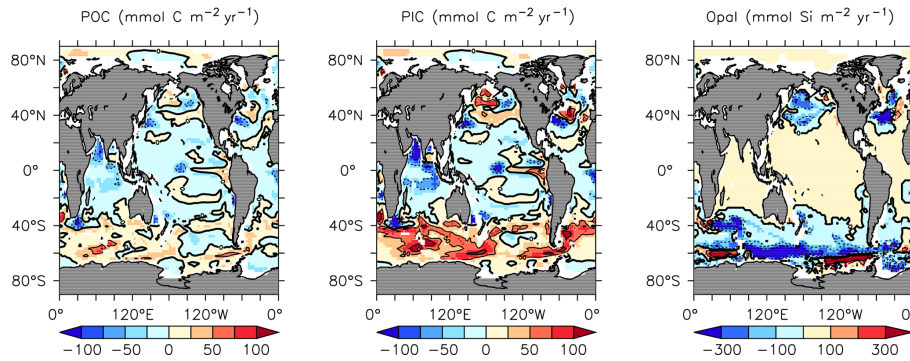 POC (mmol C m⁻² yr⁻¹)
PIC (mmol C m⁻² yr⁻¹)
Opal (mmol Si m⁻² yr⁻¹)
80°N
40°N
0°
40°S
80°S
0° 120°E 120°W 0°
-100 -50 0 50 100
80°N
40°N
0°
40°S
80°S
0° 120°E 120°W 0°
-100 -50 0 50 100
80°N
40°N
0°
40°S
80°S
0° 120°E 120°W 0°
-300 -100 100 300